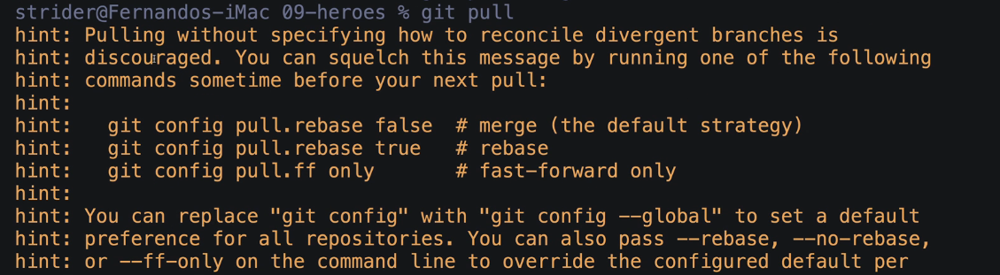 strider@Fernandos-iMac 09-heroes % git pull
hint: Pulling without specifying how to reconcile divergent branches is
hint: discouraged. You can squelch this message by running one of the following
hint: commands sometime before your next pull:
hint:
hint:   git config pull.rebase false  # merge (the default strategy)
hint:   git config pull.rebase true   # rebase
hint:   git config pull.ff only       # fast-forward only
hint:
hint: You can replace "git config" with "git config --global" to set a default
hint: preference for all repositories. You can also pass --rebase, --no-rebase,
hint: or --ff-only on the command line to override the configured default per